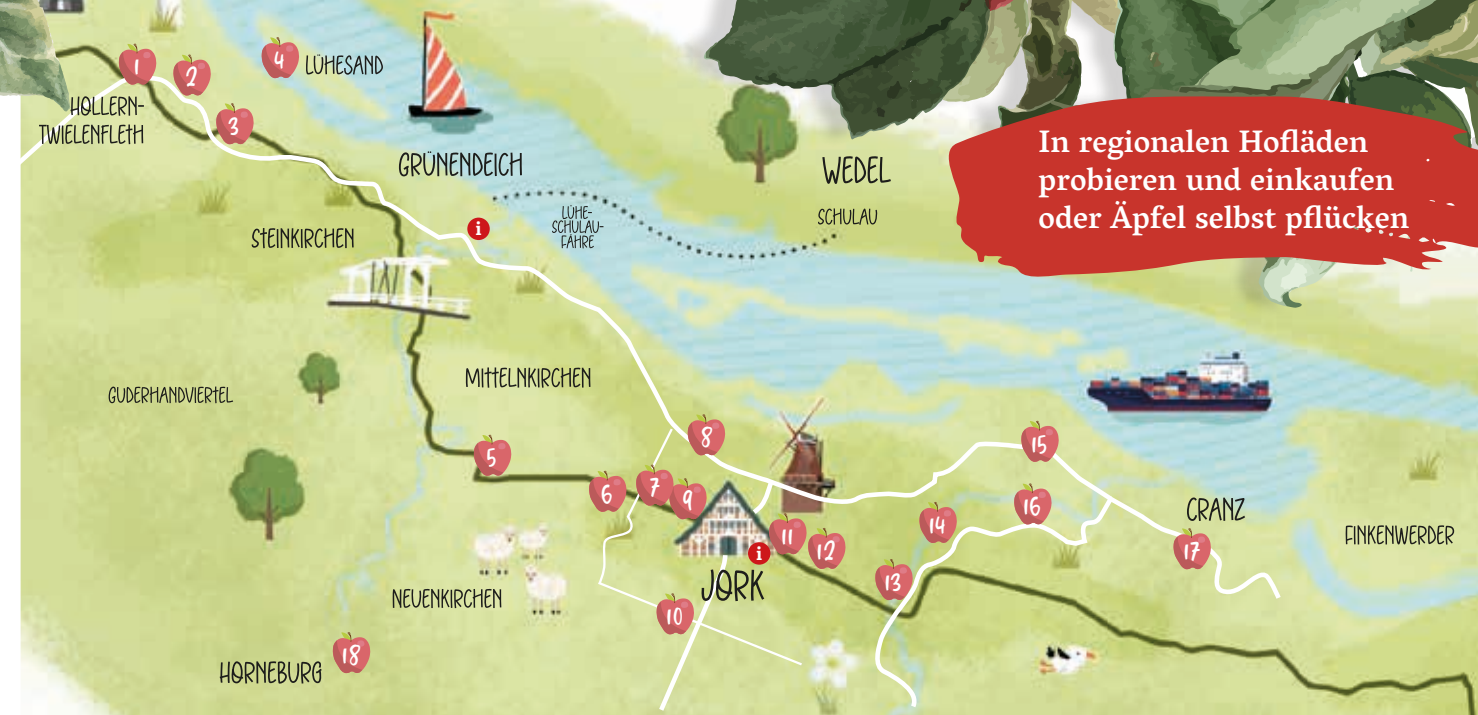 1
2
4
LÜHESAND
HOLLERN-
TWIELENFLETH
3
GRÜNENDEICH
WEDEL
In regionalen Hofläden
probieren und einkaufen
oder Äpfel selbst pflücken
LÜHE-
SCHULAU-
FÄHRE
SCHULAU
i
STEINKIRCHEN
MITTELNKIRCHEN
GUDERHANDVIERTEL
8
15
5
6
7
9
16
CRANZ
14
FINKENWERDER
11
12
17
i
JORK
13
NEUENKIRCHEN
10
18
HORNEBURG